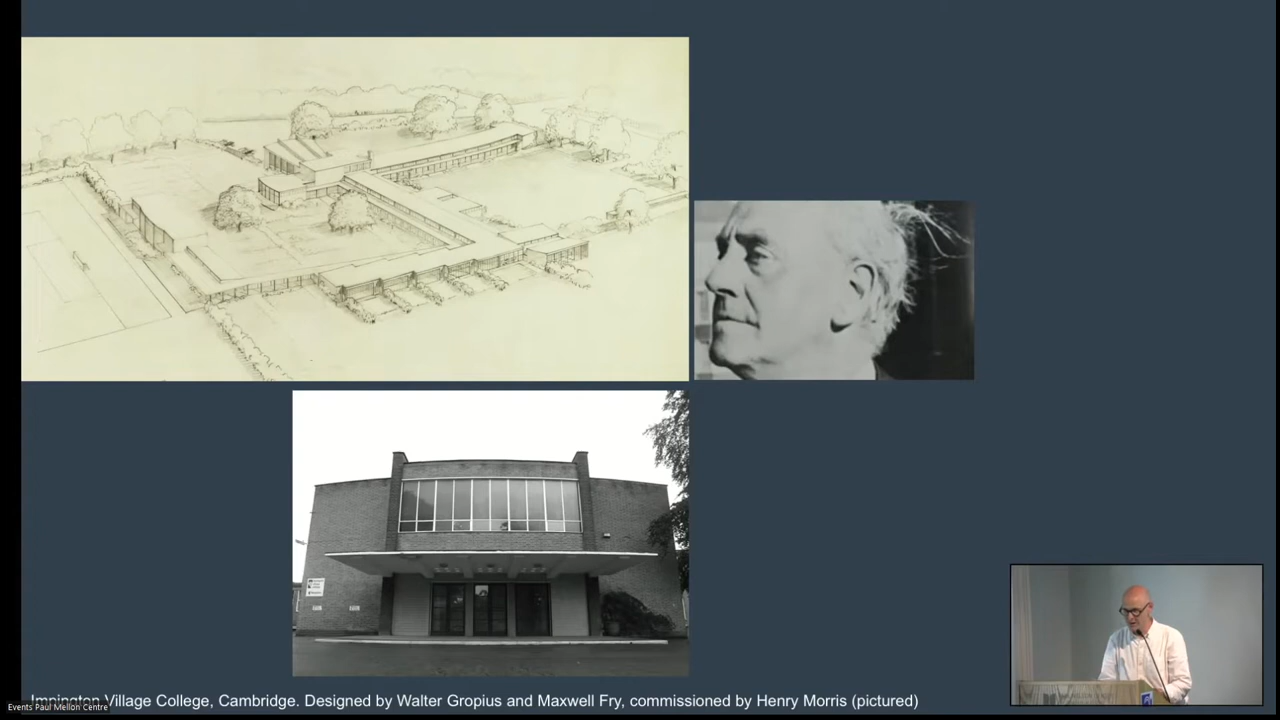 Impington Village College, Cambridge. Designed by Walter Gropius and Maxwell Fry, commissioned by Henry Morris (pictured)
Events Paul Mellon Centre